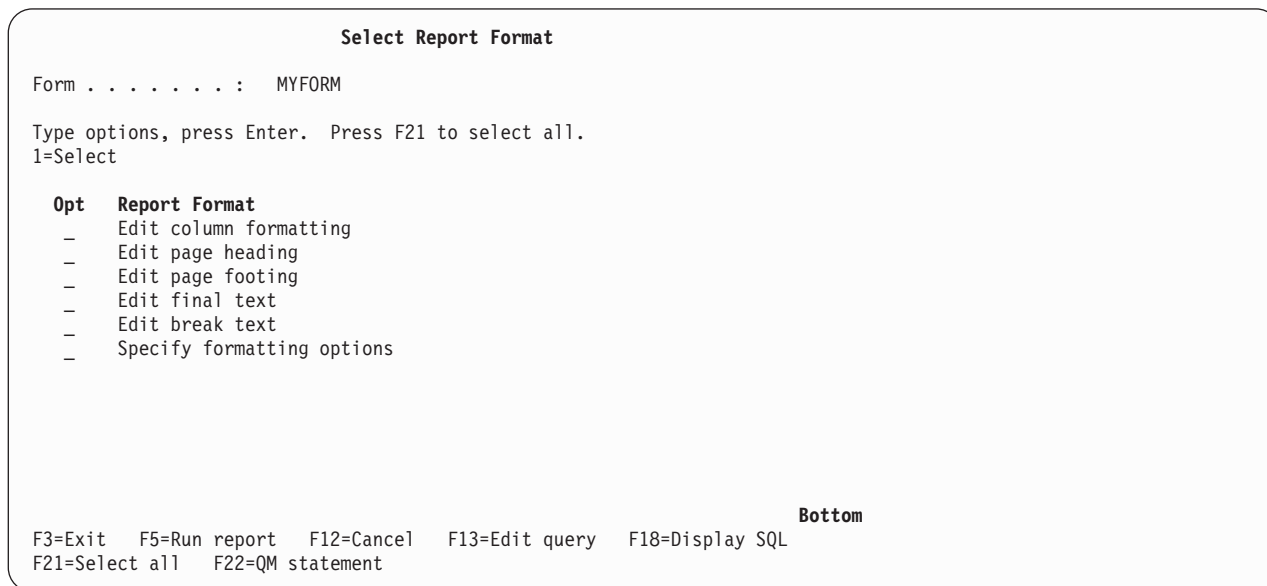 Select Report Format
Form . . . . . . . :   MYFORM
Type options, press Enter.  Press F21 to select all.
1=Select
Opt   Report Format
_   Edit column formatting
_   Edit page heading
_   Edit page footing
_   Edit final text
_   Edit break text
_   Specify formatting options
Bottom
F3=Exit   F5=Run report   F12=Cancel   F13=Edit query   F18=Display SQL
F21=Select all   F22=QM statement